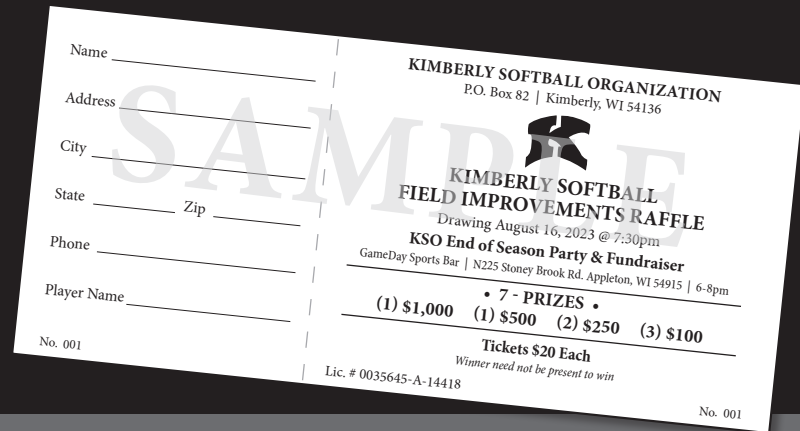 Name
Address
City
State Zip
Phone
Player Name
No. 001
KIMBERLY SOFTBALL ORGANIZATION
P.O. Box 82 | Kimberly, WI 54136
KIMBERLY SOFTBALL
FIELD IMPROVEMENTS RAFFLE
Drawing August 16, 2023 @ 7:30pm
KSO End of Season Party & Fundraiser
GameDay Sports Bar | N225 Stoney Brook Rd. Appleton, WI 54915 | 6-8pm
• 7 - PRIZES •
(1) $1,000 (1) $500 (2) $250 (3) $100
Tickets $20 Each
Winner need not be present to win
Lic. # 0035645-A-14418
No. 001
SAMPLE